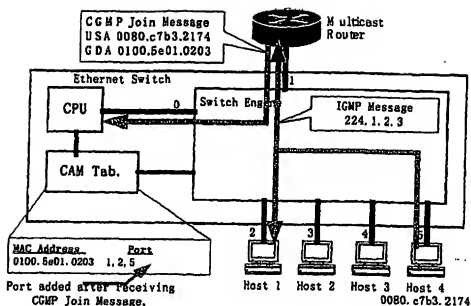 CGMP Join Message
USA 0080.c7b3.2174
GDA 0100.5e01.0203
Multicast
Router
Ethernet Switch
1
CPU
0
Switch Engine
IGMP Message
224.1.2.3
CAM Tab.
MAC Address Port
0100.5e01.0203 1,2,5
2
3
4
5
Port added after receiving
CGMP Join Message.
Host 1
Host 2
Host 3
Host 4
0080.c7b3.2174